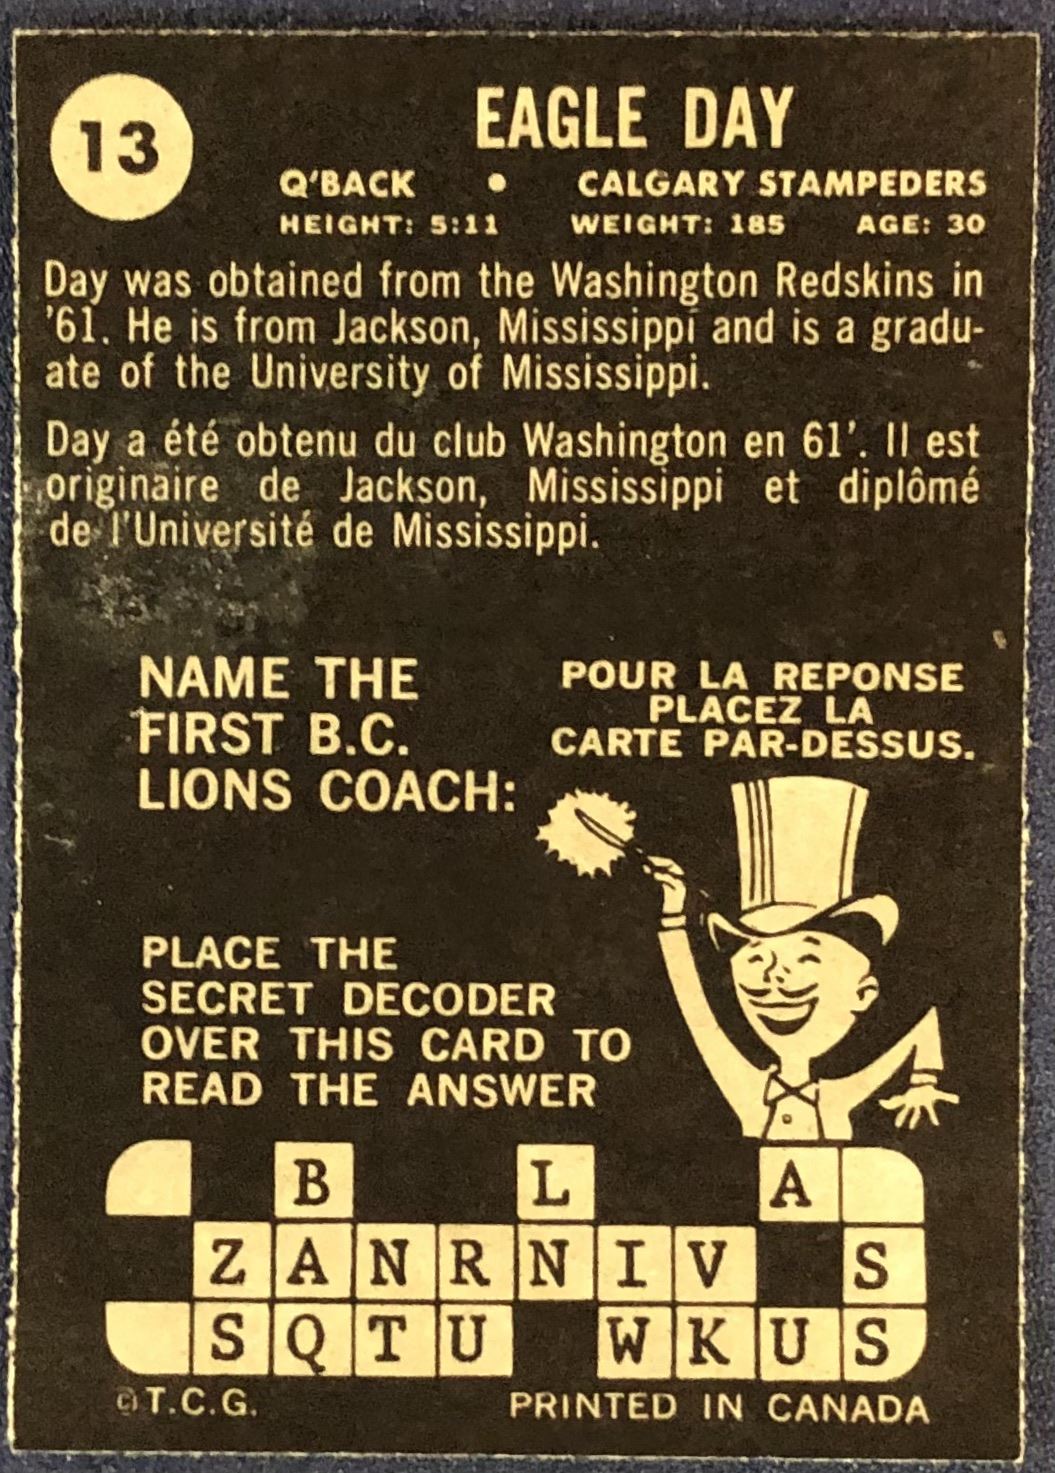 13
EAGLE DAY
Q'BACK • CALGARY STAMPEDERS
HEIGHT: 5:11 WEIGHT: 185 AGE: 30
Day was obtained from the Washington Redskins in
'61. He is from Jackson, Mississippi and is a gradu-
ate of the University of Mississippi.
Day a été obtenu du club Washington en 61'. Il est
originaire de Jackson, Mississippi et diplômé
de l'Université de Mississippi.
NAME THE
FIRST B.C.
LIONS COACH:
POUR LA REPONSE
PLACEZ LA
CARTE PAR-DESSUS.
PLACE THE
SECRET DECODER
OVER THIS CARD TO
READ THE ANSWER
B L A
Z A N R N I V S
S Q T U W K U S
© T.C.G. PRINTED IN CANADA